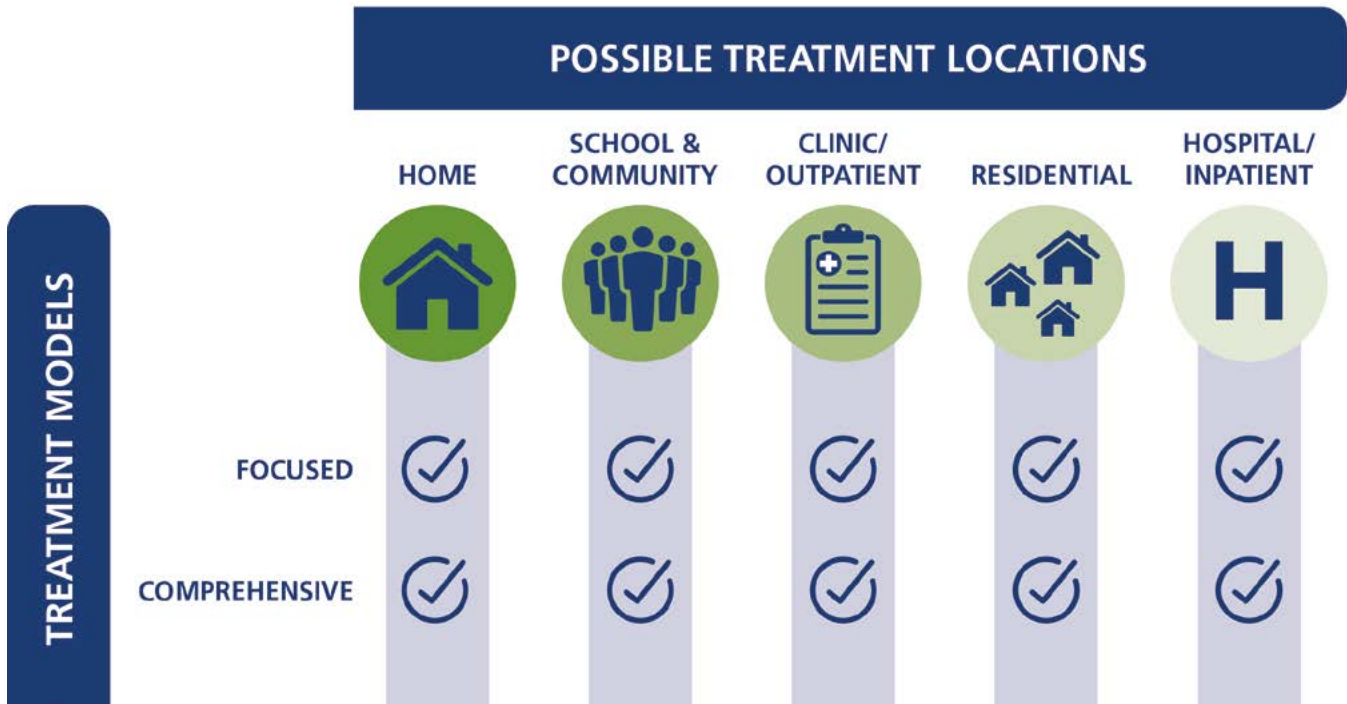 POSSIBLE TREATMENT LOCATIONS
HOME
SCHOOL &
COMMUNITY
CLINIC/
OUTPATIENT
RESIDENTIAL
HOSPITAL/
INPATIENT
H
TREATMENT MODELS
FOCUSED
COMPREHENSIVE